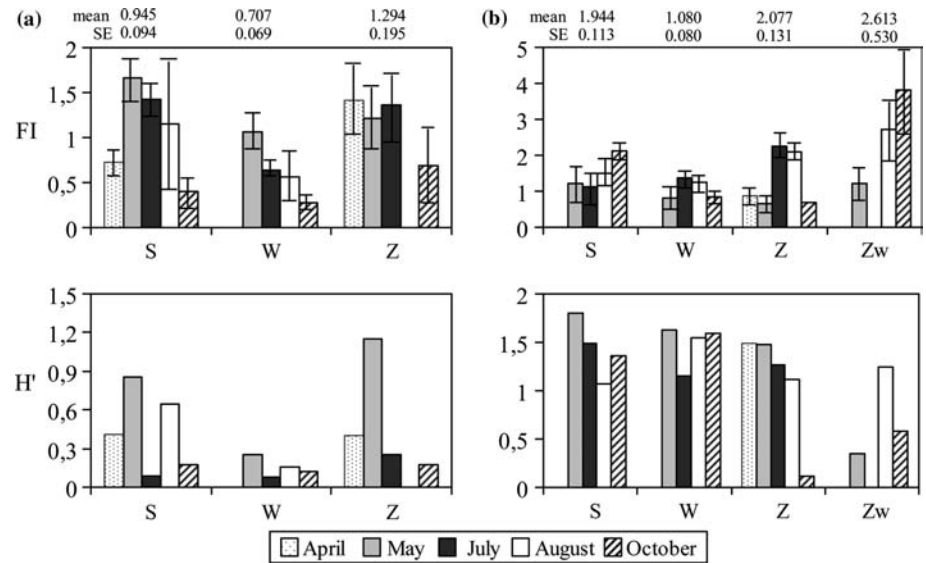 (a) mean 0.945 0.707 1.294
SE 0.094 0.069 0.195
FI
2
1,5
1
0,5
0
S W Z
(b) mean 1.944 1.080 2.077 2.613
SE 0.113 0.080 0.131 0.530
5
4
3
2
1
0
S W Z Zw
H'
1,5
1,2
0,9
0,6
0,3
0
S W Z
2
1,5
1
0,5
0
S W Z Zw
April May July August October